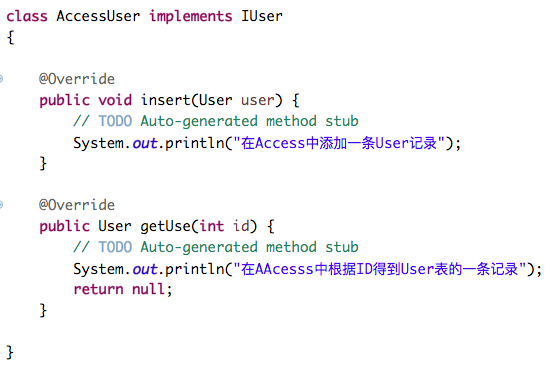 class AccessUser implements IUser
{
@Override
public void insert(User user) {
// TODO Auto-generated method stub
System.out.println("在Access中添加一条User记录");
}
@Override
public User getUse(int id) {
// TODO Auto-generated method stub
System.out.println("在AAcesss中根据ID得到User表的一条记录");
return null;
}
}